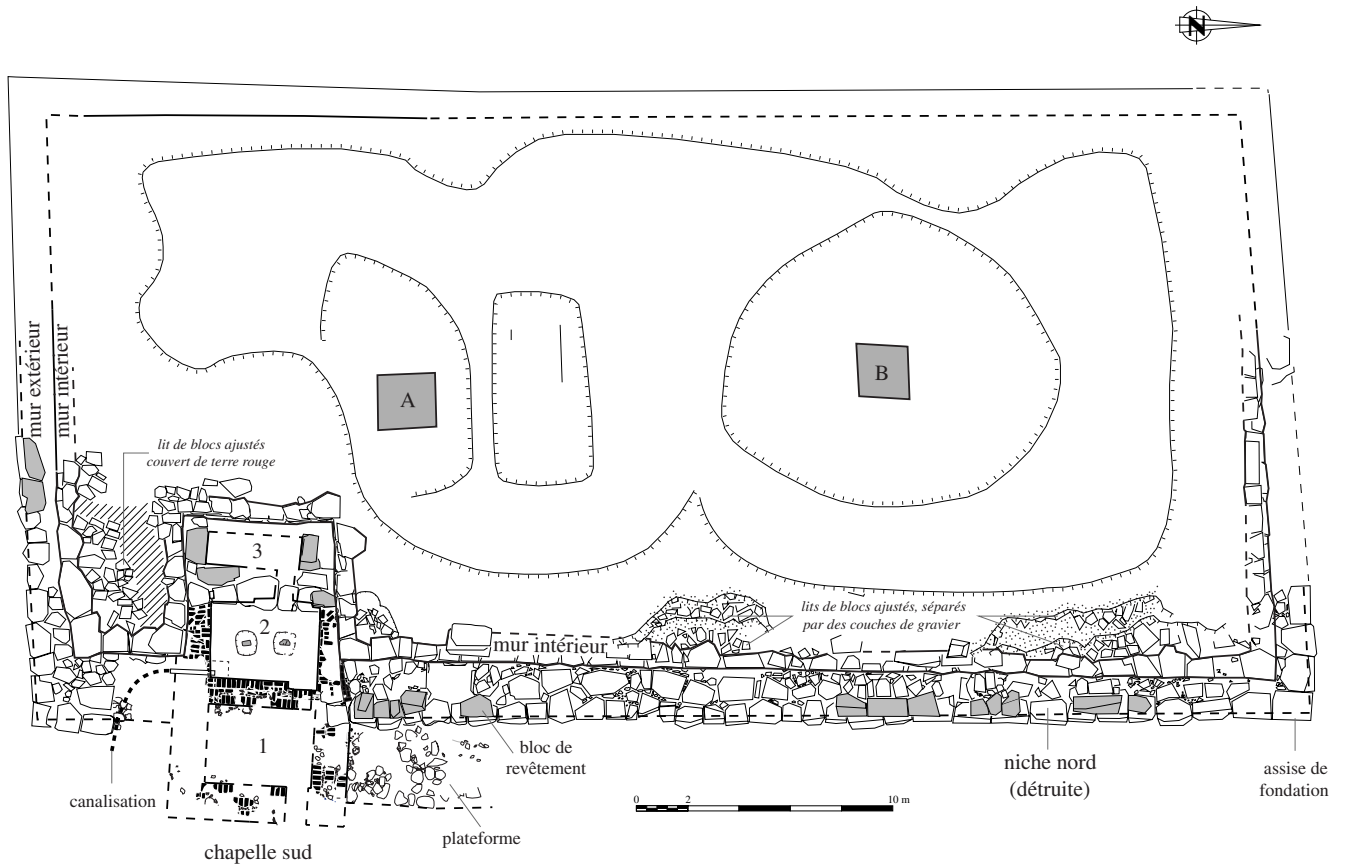 N
mur extérieur
mur intérieur
lit de blocs ajustés
couvert de terre rouge
A
B
3
2
1
lits de blocs ajustés, séparés
par des couches de gravier
mur intérieur
bloc de
revêtement
niche nord
(détruite)
assise de
fondation
canalisation
0 2 10 m
plateforme
chapelle sud